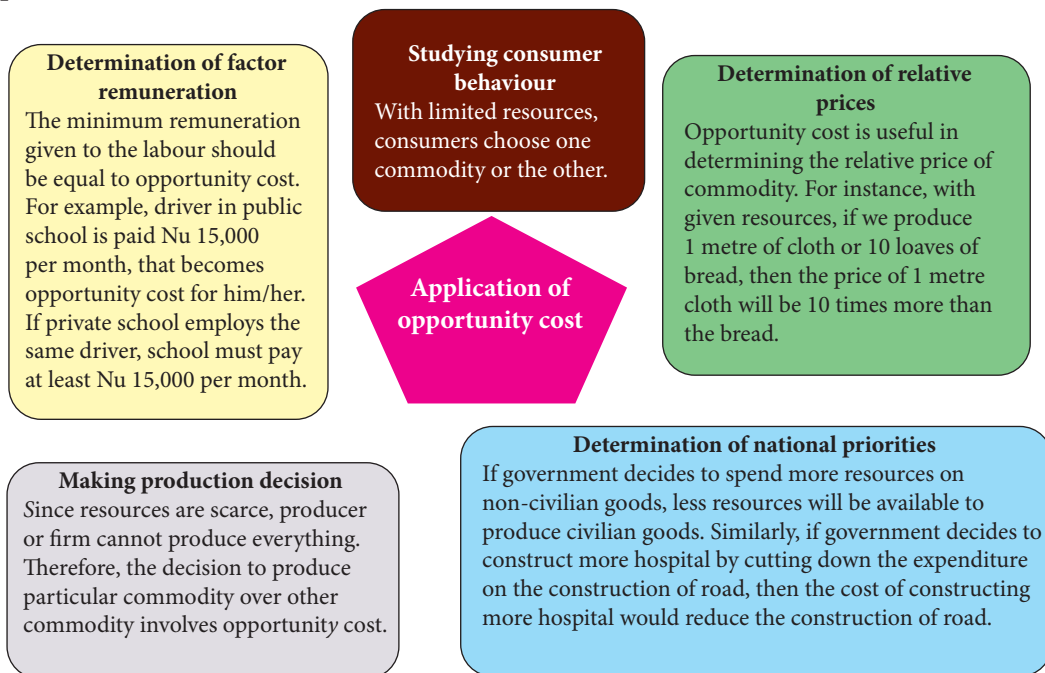 Determination of factor
remuneration
The minimum remuneration
given to the labour should
be equal to opportunity cost.
For example, driver in public
school is paid Nu 15,000
per month, that becomes
opportunity cost for him/her.
If private school employs the
same driver, school must pay
at least Nu 15,000 per month.
Studying consumer
behaviour
With limited resources,
consumers choose one
commodity or the other.
Determination of relative
prices
Opportunity cost is useful in
determining the relative price of
commodity. For instance, with
given resources, if we produce
1 metre of cloth or 10 loaves of
bread, then the price of 1 metre
cloth will be 10 times more than
the bread.
Application of
opportunity cost
Making production decision
Since resources are scarce, producer
or firm cannot produce everything.
Therefore, the decision to produce
particular commodity over other
commodity involves opportunity cost.
Determination of national priorities
If government decides to spend more resources on
non-civilian goods, less resources will be available to
produce civilian goods. Similarly, if government decides to
construct more hospital by cutting down the expenditure
on the construction of road, then the cost of constructing
more hospital would reduce the construction of road.